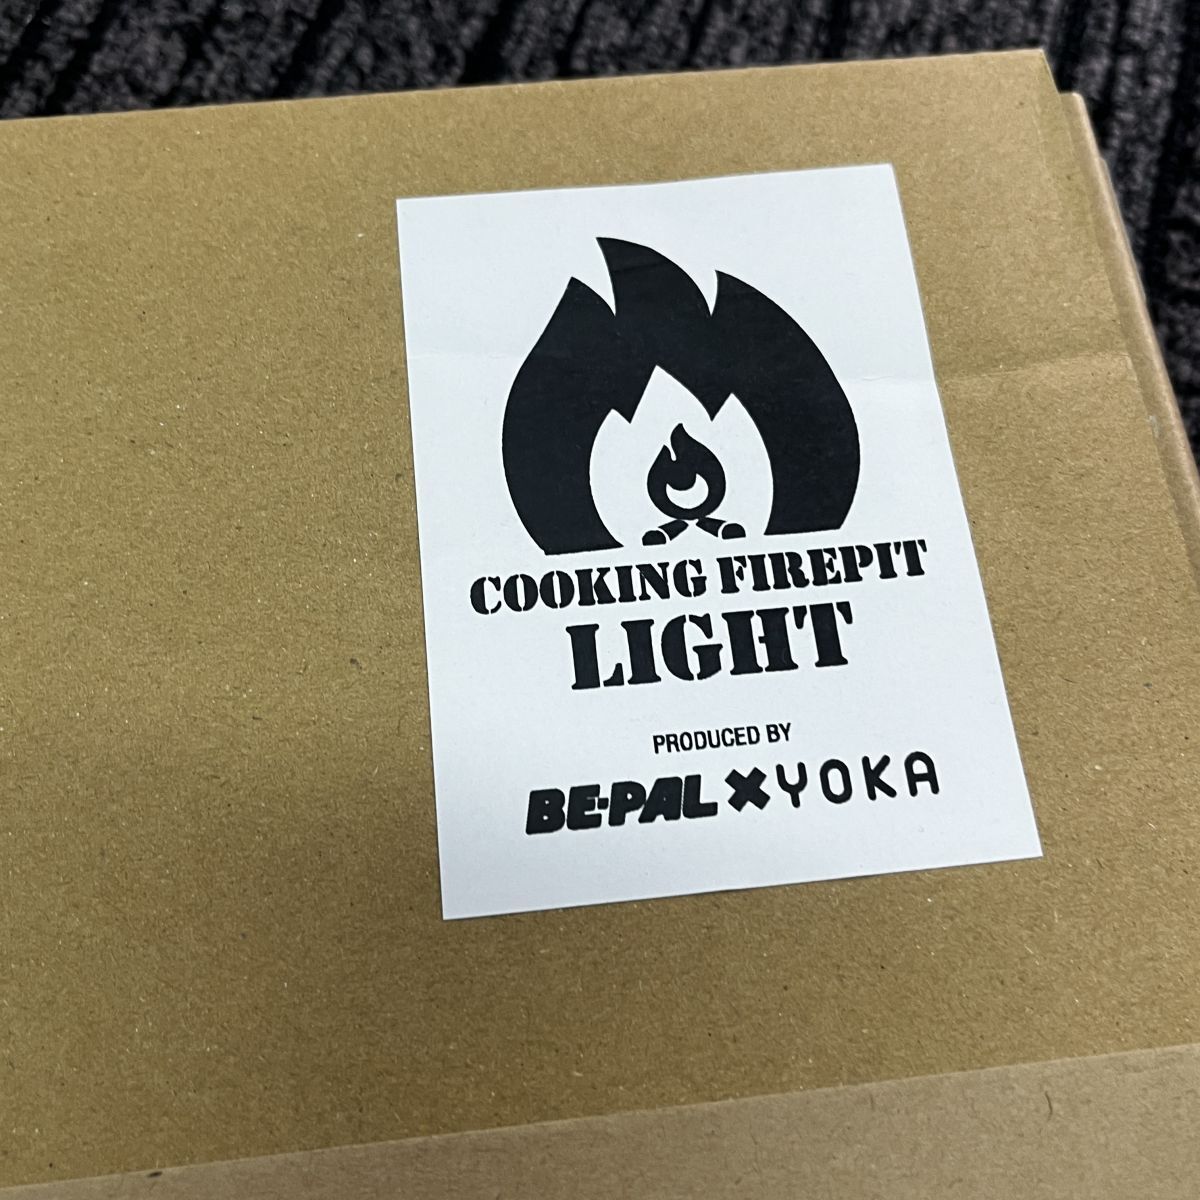 COOKING FIREPIT
LIGHT
PRODUCED BY
BE-PAL×YOKA